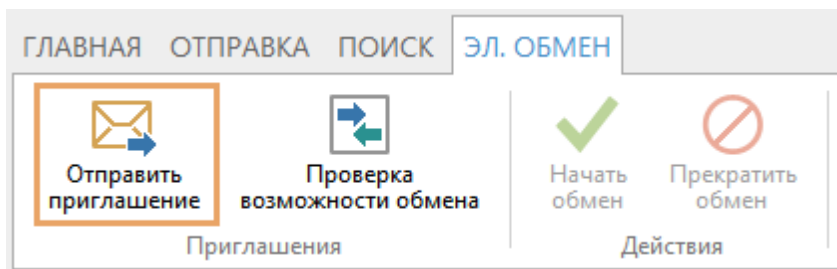 ГЛАВНАЯ ОТПРАВКА ПОИСК ЭЛ. ОБМЕН
Отправить
приглашение
Проверка
возможности обмена
Начать
обмен
Прекратить
обмен
Приглашения
Действия